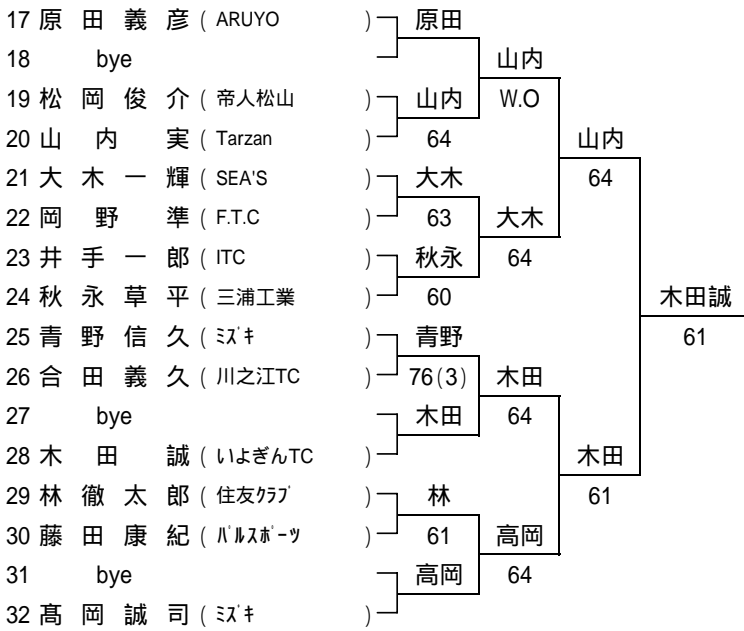 17 原 田 義 彦 ( ARUYO ) 原田
18 bye 山内
19 松 岡 俊 介 ( 帝人松山 ) 山内 W.O
20 山 内 実 ( Tarzan ) 64 山内
21 大 木 一 輝 ( SEA'S ) 大木 64
22 岡 野 準 ( F.T.C ) 63 大木
23 井 手 一 郎 ( ITC ) 秋永 64
24 秋 永 草 平 ( 三浦工業 ) 60 木田誠
25 青 野 信 久 ( ﾐｽﾞｷ ) 青野 61
26 合 田 義 久 ( 川之江TC ) 76(3) 木田
27 bye 木田 64
28 木 田 誠 ( いよぎんTC ) 木田
29 林 徹 太 郎 ( 住友ｸﾗﾌﾞ ) 林 61
30 藤 田 康 紀 ( ﾊﾟﾙｽﾎﾟｰﾂ ) 61 高岡
31 bye 高岡 64
32 髙 岡 誠 司 ( ﾐｽﾞｷ )